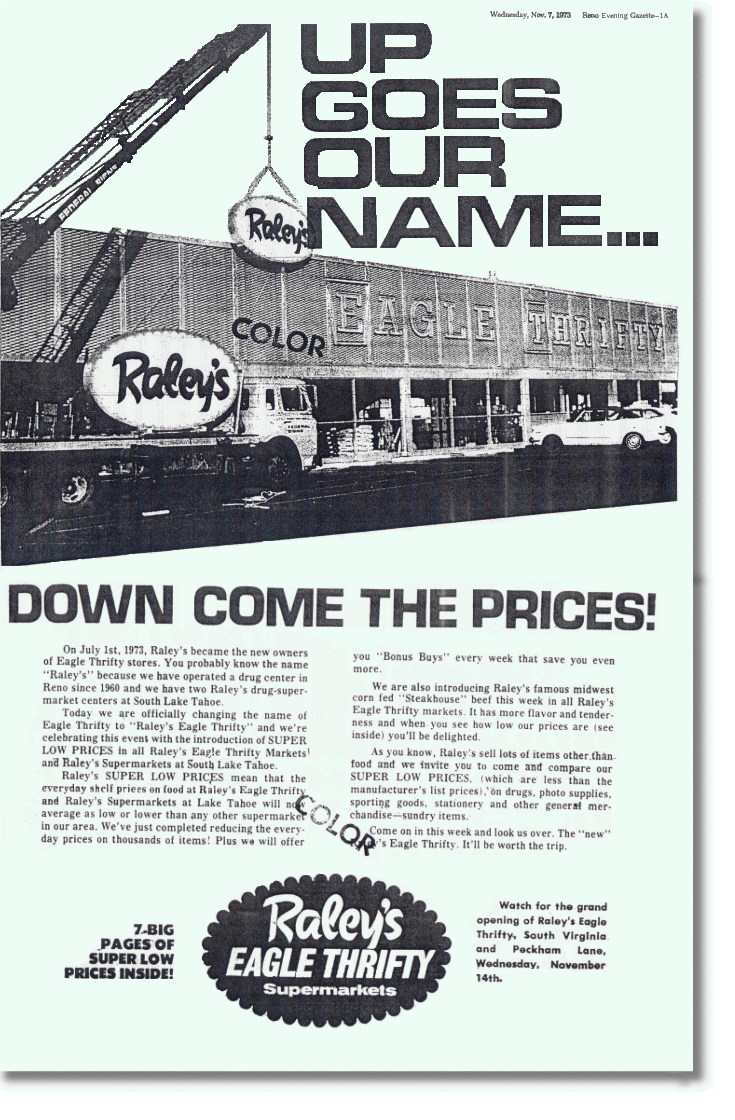 Wednesday, Nov. 7, 1973 Reno Evening Gazette—1A
UP
GOES
OUR
NAME...
FEDERAL SIGNS
Raley's
EAGLE THRIFTY
COLOR
Raley's
FEDERAL
SIGNS
DOWN COME THE PRICES!
On July 1st, 1973, Raley's became the new owners
of Eagle Thrifty stores. You probably know the name
"Raley's" because we have operated a drug center in
Reno since 1960 and we have two Raley's drug-super-
market centers at South Lake Tahoe.
Today we are officially changing the name of
Eagle Thrifty to "Raley's Eagle Thrifty" and we're
celebrating this event with the introduction of SUPER
LOW PRICES in all Raley's Eagle Thrifty Markets
and Raley's Supermarkets at South Lake Tahoe.
Raley's SUPER LOW PRICES mean that the
everyday shelf prices on food at Raley's Eagle Thrifty
and Raley's Supermarkets at Lake Tahoe will now
average as low or lower than any other supermarket
in our area. We've just completed reducing the every-
day prices on thousands of items! Plus we will offer
you "Bonus Buys" every week that save you even
more.
We are also introducing Raley's famous midwest
corn fed "Steakhouse" beef this week in all Raley's
Eagle Thrifty markets. It has more flavor and tender-
ness and when you see how low our prices are (see
inside) you'll be delighted.
As you know, Raley's sell lots of items other than
food and we invite you to come and compare our
SUPER LOW PRICES, (which are less than the
manufacturer's list prices), on drugs, photo supplies,
sporting goods, stationery and other general mer-
chandise—sundry items.
Come on in this week and look us over. The "new"
Raley's Eagle Thrifty. It'll be worth the trip.
COLOR
7-BIG
PAGES OF
SUPER LOW
PRICES INSIDE!
Raley's
EAGLE THRIFTY
Supermarkets
Watch for the grand
opening of Raley's Eagle
Thrifty, South Virginia
and Peckham Lane,
Wednesday, November
14th.